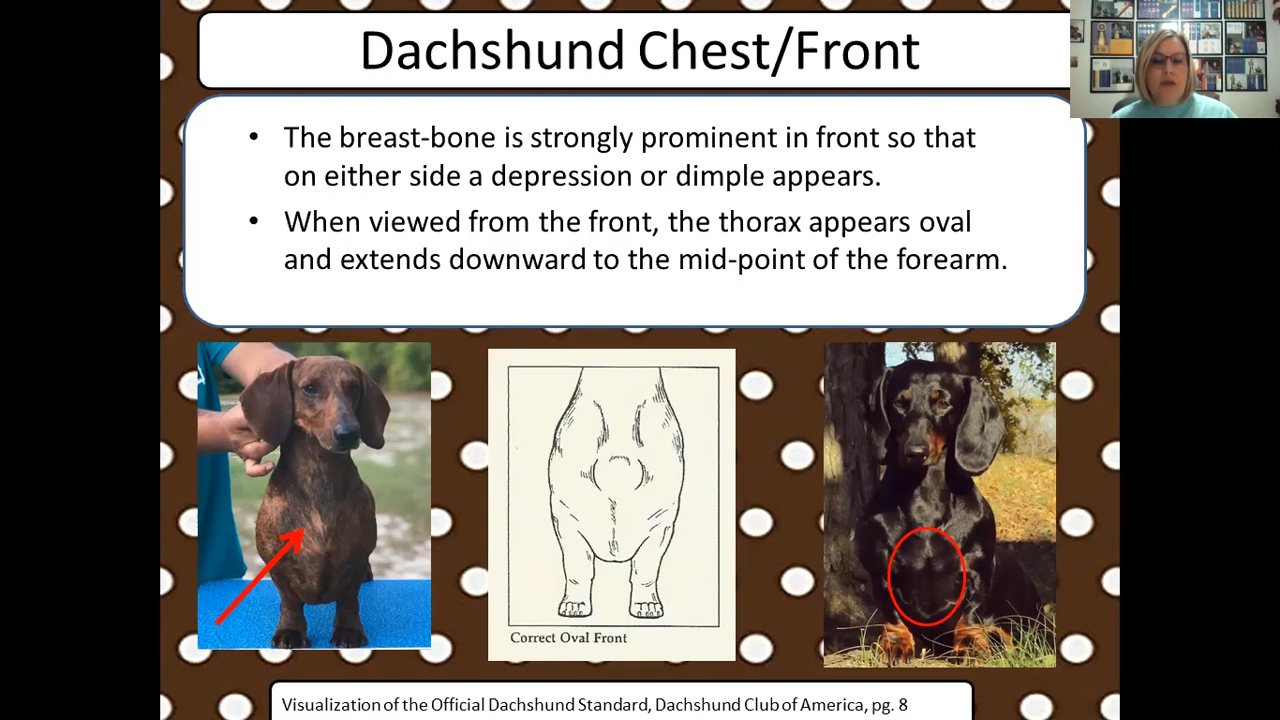 Dachshund Chest/Front
• The breast-bone is strongly prominent in front so that
on either side a depression or dimple appears.
• When viewed from the front, the thorax appears oval
and extends downward to the mid-point of the forearm.
Correct Oval Front
Visualization of the Official Dachshund Standard, Dachshund Club of America, pg. 8